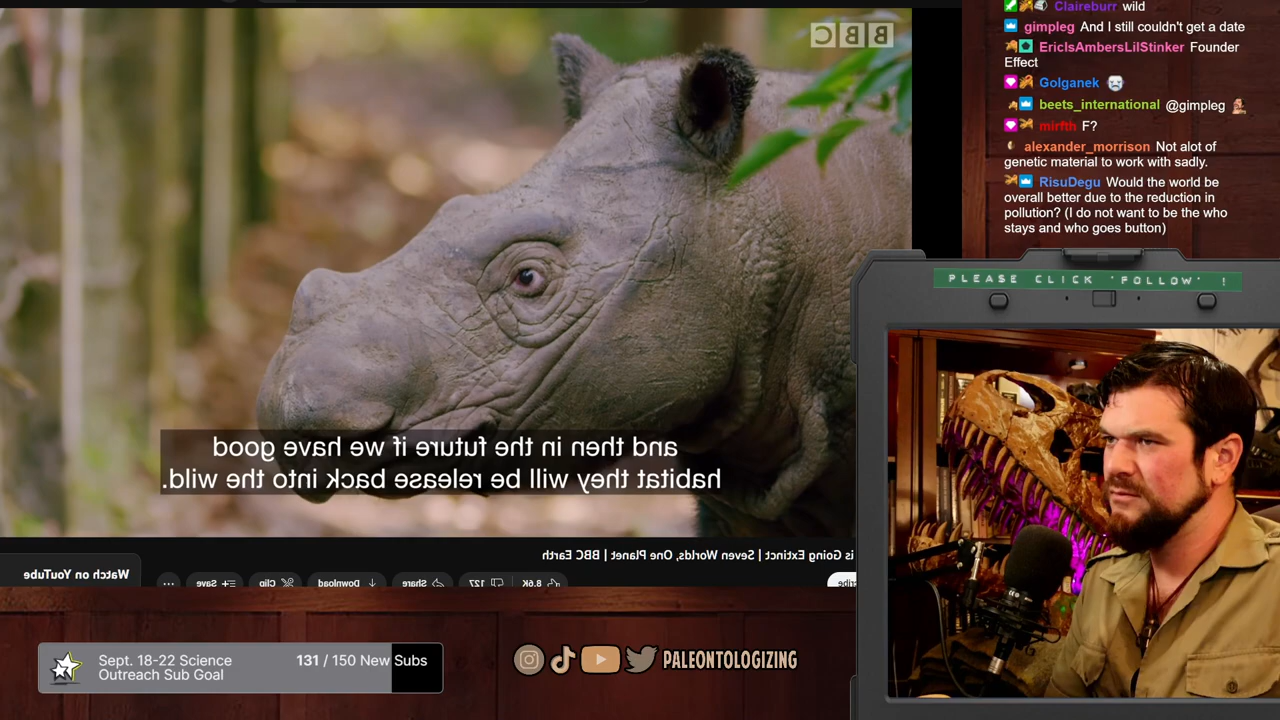 BBC
and then in the future if we have good
habitat they will be release back into the wild.
is Going Extinct | Seven Worlds, One Planet | BBC Earth
Watch on YouTube
Save
Clip
Download
Share
127
8.6K
Claireburr wild
gimpleg And I still couldn't get a date
EricIsAmbersLilStinker Founder
Effect
Golganek
beets_international @gimpleg
mirfth F?
alexander_morrison Not alot of
genetic material to work with sadly.
RisuDegu Would the world be
overall better due to the reduction in
pollution? (I do not want to be the who
stays and who goes button)
PLEASE CLICK "FOLLOW" !
Sept. 18-22 Science
Outreach Sub Goal
131 / 150 New Subs
PALEONTOLOGIZING